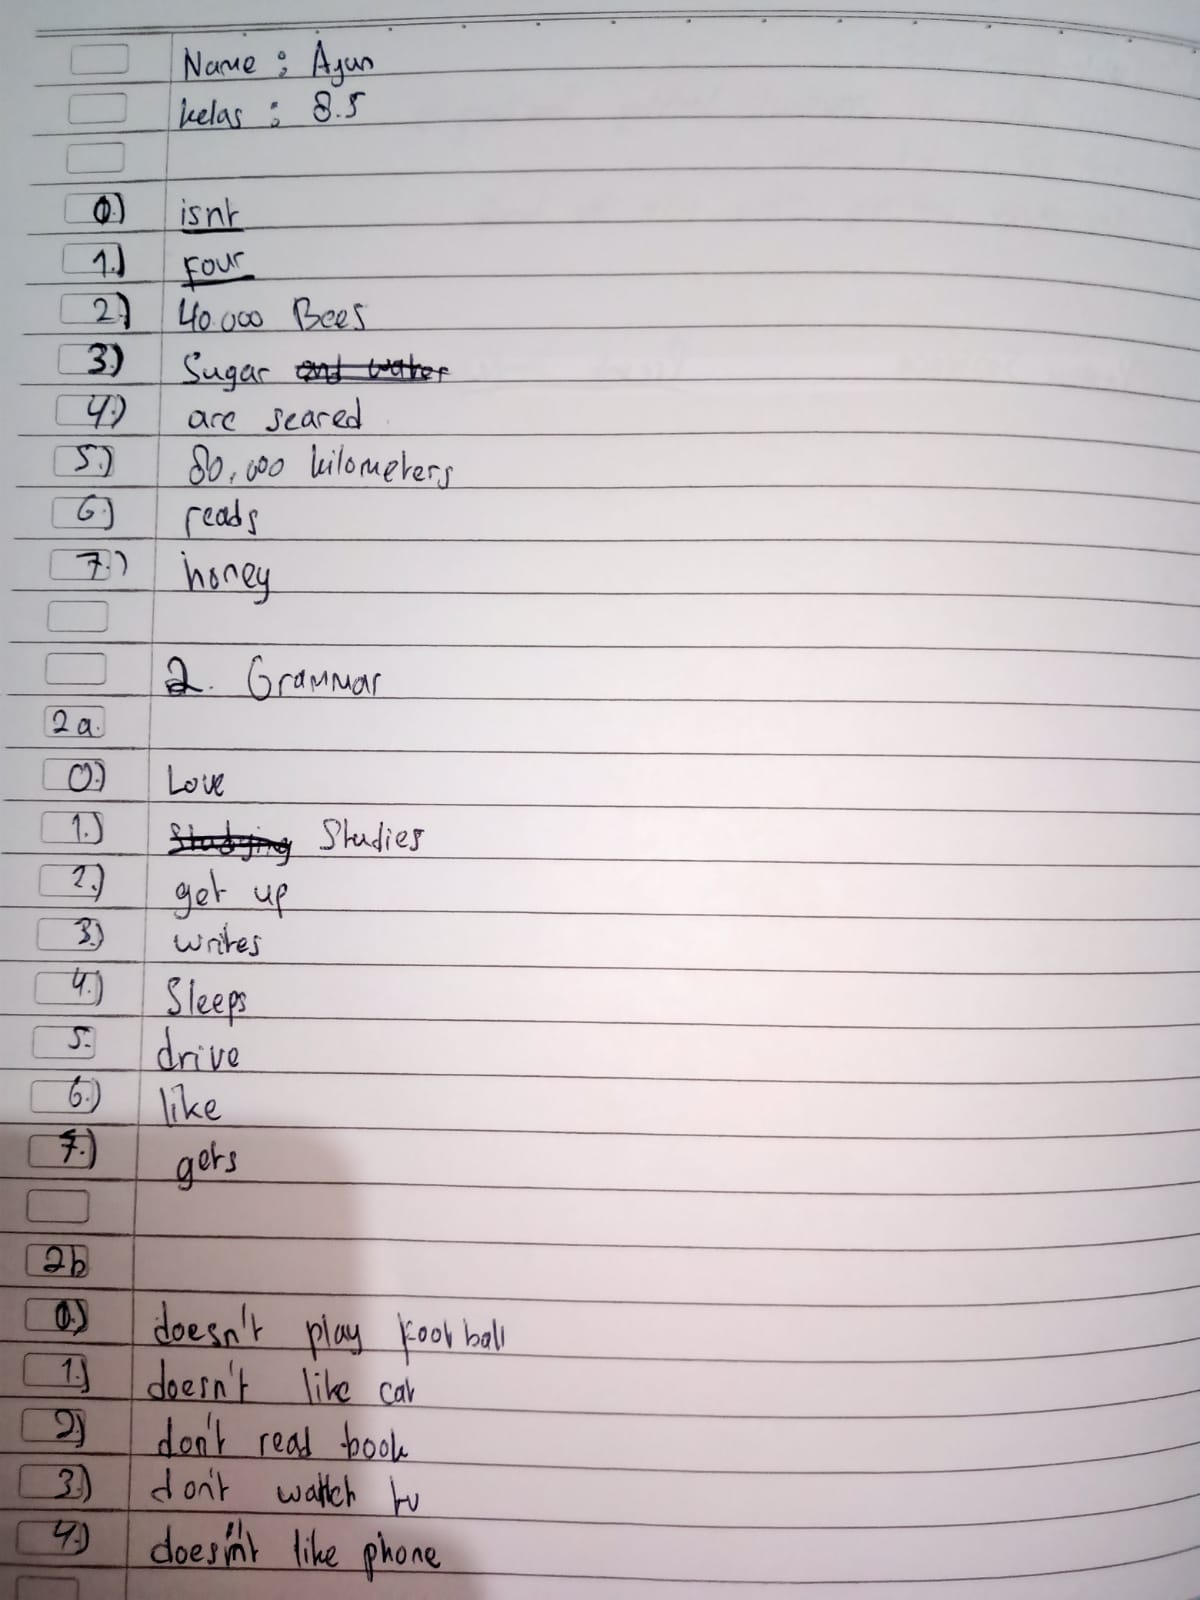 Name : Ayun
kelas : 8.5
0.) isnt
1.) Four
2.) 40.000 Bees
3.) Sugar and water
4.) are scared
5.) 80,000 kilometers
6.) reads
7.) honey
2. Grammar
2a.
0.) Love
1.) Studying Studies
2.) get up
3.) writes
4.) Sleeps
5. drive
6.) like
7.) gets
2b
0.) doesn't play football
1.) doesn't like cat
2.) don't read book
3.) don't watch tv
4.) doesn't like phone